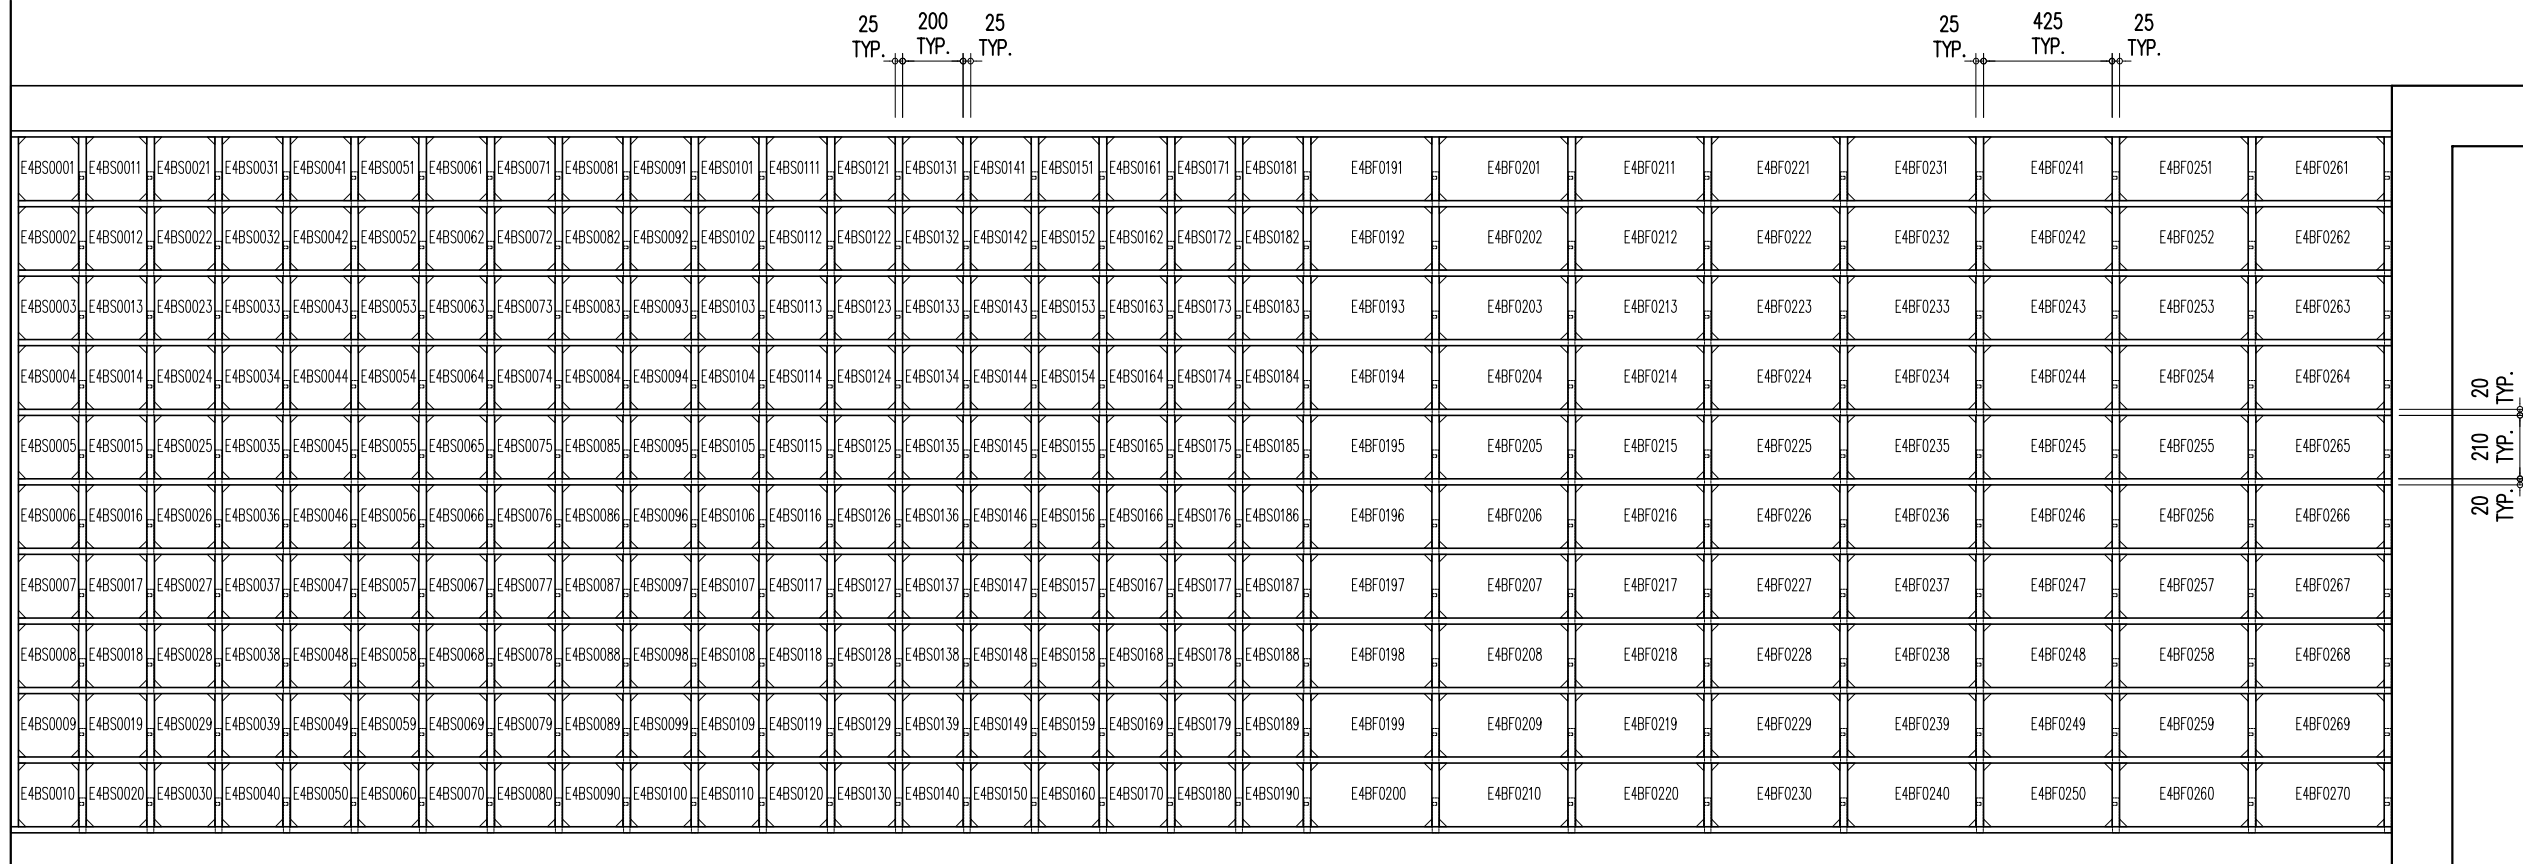 25 200 25 25 425 25
TYP. TYP. TYP. TYP. TYP. TYP.
E4BS0001 E4BS0011 E4BS0021 E4BS0031 E4BS0041 E4BS0051 E4BS0061 E4BS0071 E4BS0081 E4BS0091 E4BS0101 E4BS0111 E4BS0121 E4BS0131 E4BS0141 E4BS0151 E4BS0161 E4BS0171 E4BS0181 E4BF0191 E4BF0201 E4BF0211 E4BF0221 E4BF0231 E4BF0241 E4BF0251 E4BF0261
E4BS0002 E4BS0012 E4BS0022 E4BS0032 E4BS0042 E4BS0052 E4BS0062 E4BS0072 E4BS0082 E4BS0092 E4BS0102 E4BS0112 E4BS0122 E4BS0132 E4BS0142 E4BS0152 E4BS0162 E4BS0172 E4BS0182 E4BF0192 E4BF0202 E4BF0212 E4BF0222 E4BF0232 E4BF0242 E4BF0252 E4BF0262
E4BS0003 E4BS0013 E4BS0023 E4BS0033 E4BS0043 E4BS0053 E4BS0063 E4BS0073 E4BS0083 E4BS0093 E4BS0103 E4BS0113 E4BS0123 E4BS0133 E4BS0143 E4BS0153 E4BS0163 E4BS0173 E4BS0183 E4BF0193 E4BF0203 E4BF0213 E4BF0223 E4BF0233 E4BF0243 E4BF0253 E4BF0263
E4BS0004 E4BS0014 E4BS0024 E4BS0034 E4BS0044 E4BS0054 E4BS0064 E4BS0074 E4BS0084 E4BS0094 E4BS0104 E4BS0114 E4BS0124 E4BS0134 E4BS0144 E4BS0154 E4BS0164 E4BS0174 E4BS0184 E4BF0194 E4BF0204 E4BF0214 E4BF0224 E4BF0234 E4BF0244 E4BF0254 E4BF0264
E4BS0005 E4BS0015 E4BS0025 E4BS0035 E4BS0045 E4BS0055 E4BS0065 E4BS0075 E4BS0085 E4BS0095 E4BS0105 E4BS0115 E4BS0125 E4BS0135 E4BS0145 E4BS0155 E4BS0165 E4BS0175 E4BS0185 E4BF0195 E4BF0205 E4BF0215 E4BF0225 E4BF0235 E4BF0245 E4BF0255 E4BF0265
E4BS0006 E4BS0016 E4BS0026 E4BS0036 E4BS0046 E4BS0056 E4BS0066 E4BS0076 E4BS0086 E4BS0096 E4BS0106 E4BS0116 E4BS0126 E4BS0136 E4BS0146 E4BS0156 E4BS0166 E4BS0176 E4BS0186 E4BF0196 E4BF0206 E4BF0216 E4BF0226 E4BF0236 E4BF0246 E4BF0256 E4BF0266
E4BS0007 E4BS0017 E4BS0027 E4BS0037 E4BS0047 E4BS0057 E4BS0067 E4BS0077 E4BS0087 E4BS0097 E4BS0107 E4BS0117 E4BS0127 E4BS0137 E4BS0147 E4BS0157 E4BS0167 E4BS0177 E4BS0187 E4BF0197 E4BF0207 E4BF0217 E4BF0227 E4BF0237 E4BF0247 E4BF0257 E4BF0267
E4BS0008 E4BS0018 E4BS0028 E4BS0038 E4BS0048 E4BS0058 E4BS0068 E4BS0078 E4BS0088 E4BS0098 E4BS0108 E4BS0118 E4BS0128 E4BS0138 E4BS0148 E4BS0158 E4BS0168 E4BS0178 E4BS0188 E4BF0198 E4BF0208 E4BF0218 E4BF0228 E4BF0238 E4BF0248 E4BF0258 E4BF0268
E4BS0009 E4BS0019 E4BS0029 E4BS0039 E4BS0049 E4BS0059 E4BS0069 E4BS0079 E4BS0089 E4BS0099 E4BS0109 E4BS0119 E4BS0129 E4BS0139 E4BS0149 E4BS0159 E4BS0169 E4BS0179 E4BS0189 E4BF0199 E4BF0209 E4BF0219 E4BF0229 E4BF0239 E4BF0249 E4BF0259 E4BF0269
E4BS0010 E4BS0020 E4BS0030 E4BS0040 E4BS0050 E4BS0060 E4BS0070 E4BS0080 E4BS0090 E4BS0100 E4BS0110 E4BS0120 E4BS0130 E4BS0140 E4BS0150 E4BS0160 E4BS0170 E4BS0180 E4BS0190 E4BF0200 E4BF0210 E4BF0220 E4BF0230 E4BF0240 E4BF0250 E4BF0260 E4BF0270
20
TYP.
210
TYP.
20
TYP.